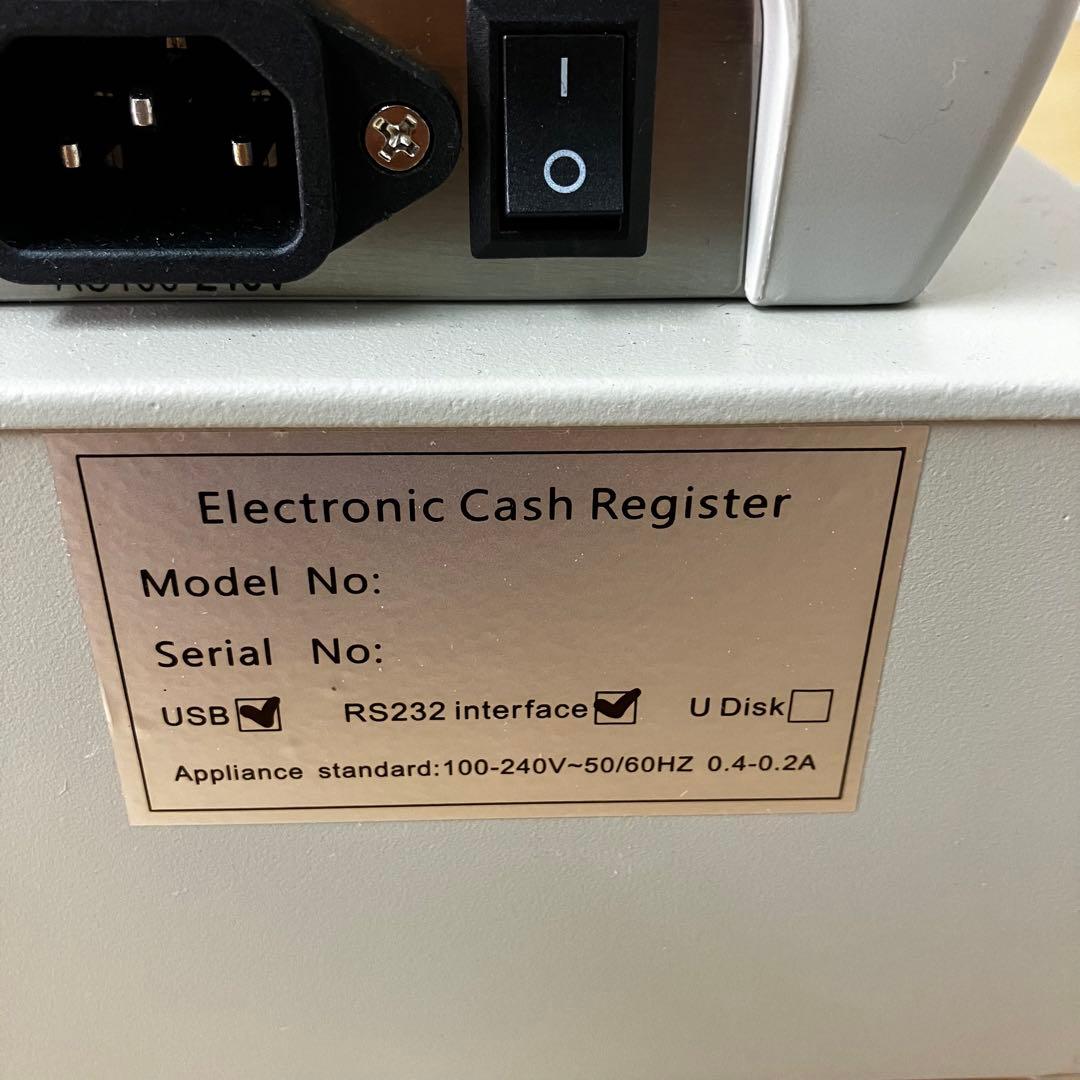 I
O
Electronic Cash Register
Model No:
Serial No:
USB RS232 interface U Disk
Appliance standard:100-240V~50/60HZ 0.4-0.2A